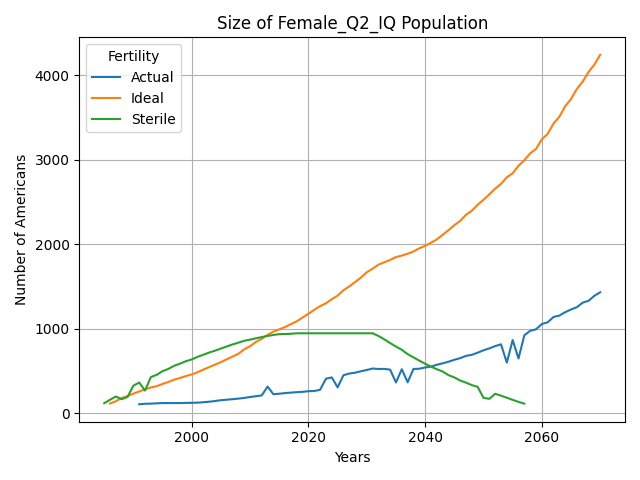 Size of Female_Q2_IQ Population
Fertility
Actual
Ideal
Sterile
Number of Americans
4000
3000
2000
1000
0
2000 2020 2040 2060
Years